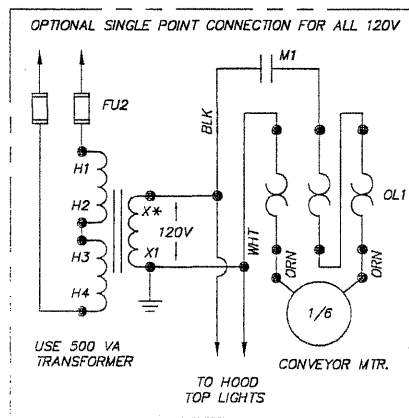 OPTIONAL SINGLE POINT CONNECTION FOR ALL 120V
M1
FU2
BLK
H1
H2
H3
H4
X*
120V
X1
WHT
OL1
ORN
ORN
1/6
USE 500 VA
TRANSFORMER
CONVEYOR MTR.
TO HOOD
TOP LIGHTS